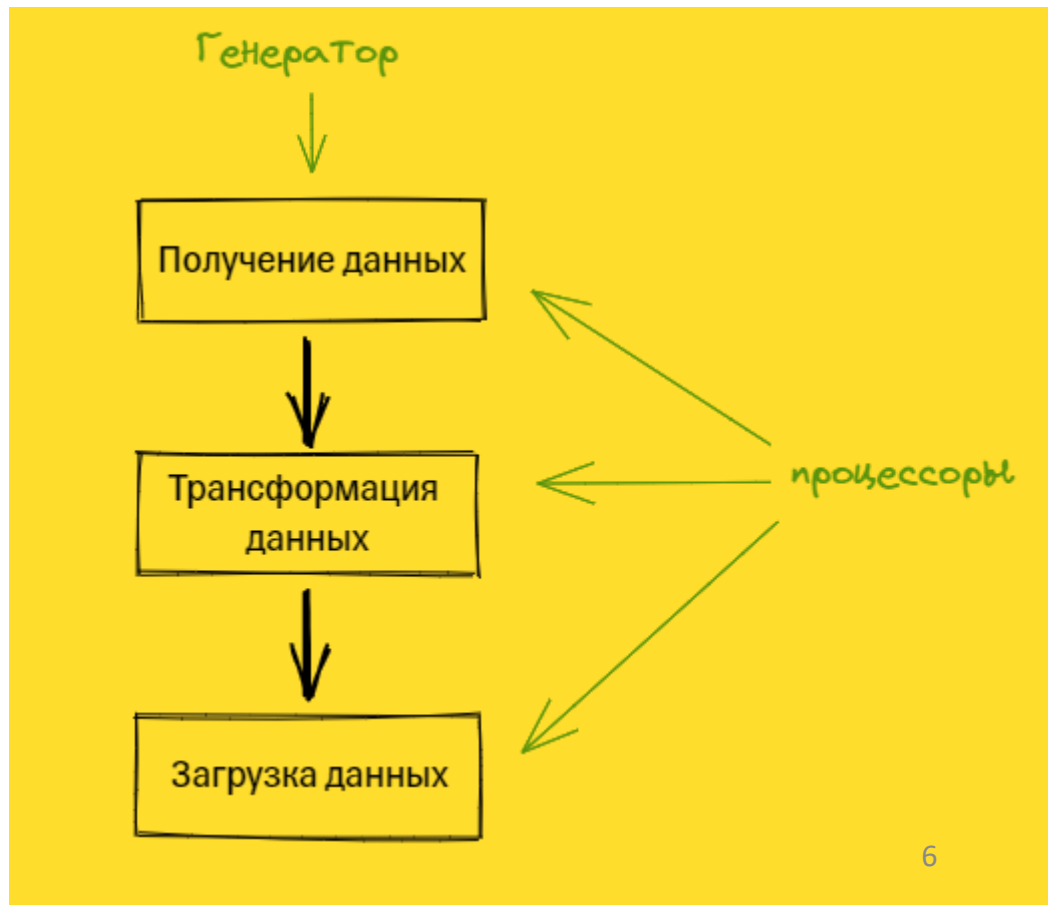 Генератор
Получение данных
Трансформация
данных
процессоры
Загрузка данных
6